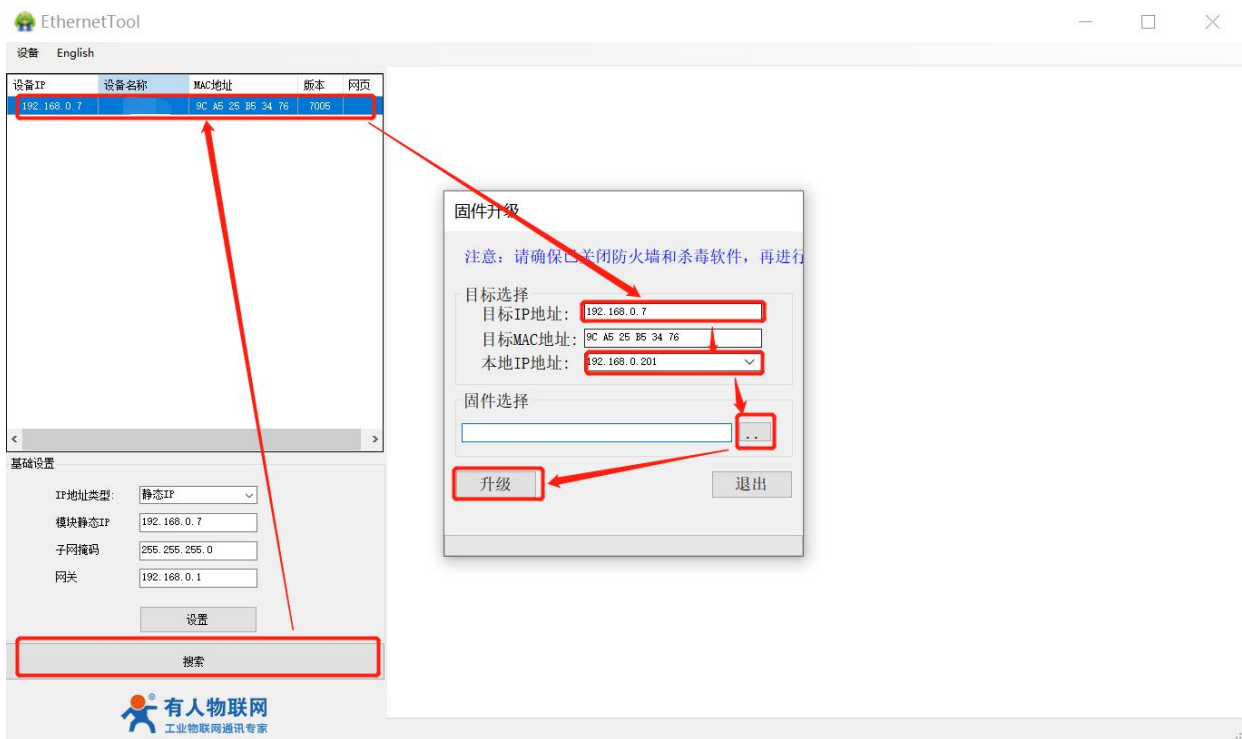 EthernetTool
设备 English
设备IP 设备名称 MAC地址 版本 网页
192.168.0.7 9C A5 25 B5 34 76 7005
固件升级
注意：请确保已关闭防火墙和杀毒软件，再进行
目标选择
目标IP地址： 192.168.0.7
目标MAC地址： 9C A5 25 B5 34 76
本地IP地址： 192.168.0.201
固件选择
..
升级 退出
基础设置
IP地址类型: 静态IP
模块静态IP 192.168.0.7
子网掩码 255.255.255.0
网关 192.168.0.1
设置
搜索
有人物联网®
工业物联网通讯专家